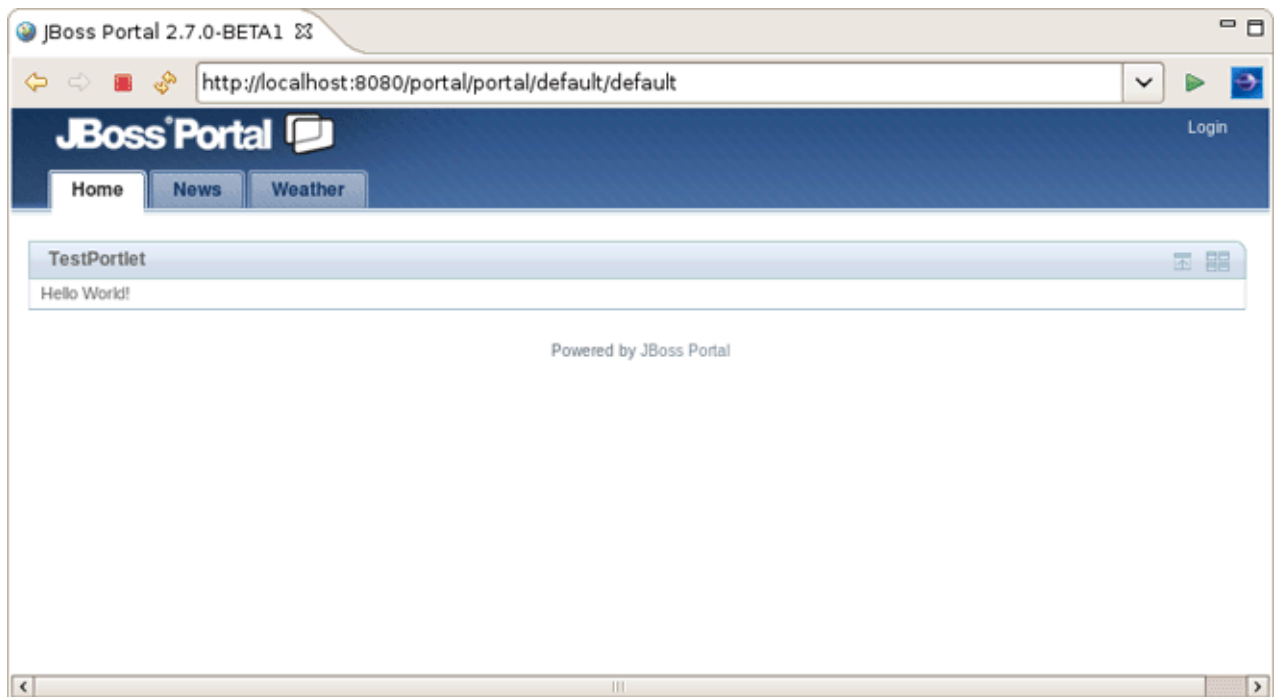 JBoss Portal 2.7.0-BETA1
http://localhost:8080/portal/portal/default/default
JBoss Portal
Login
Home News Weather
TestPortlet
Hello World!
Powered by JBoss Portal